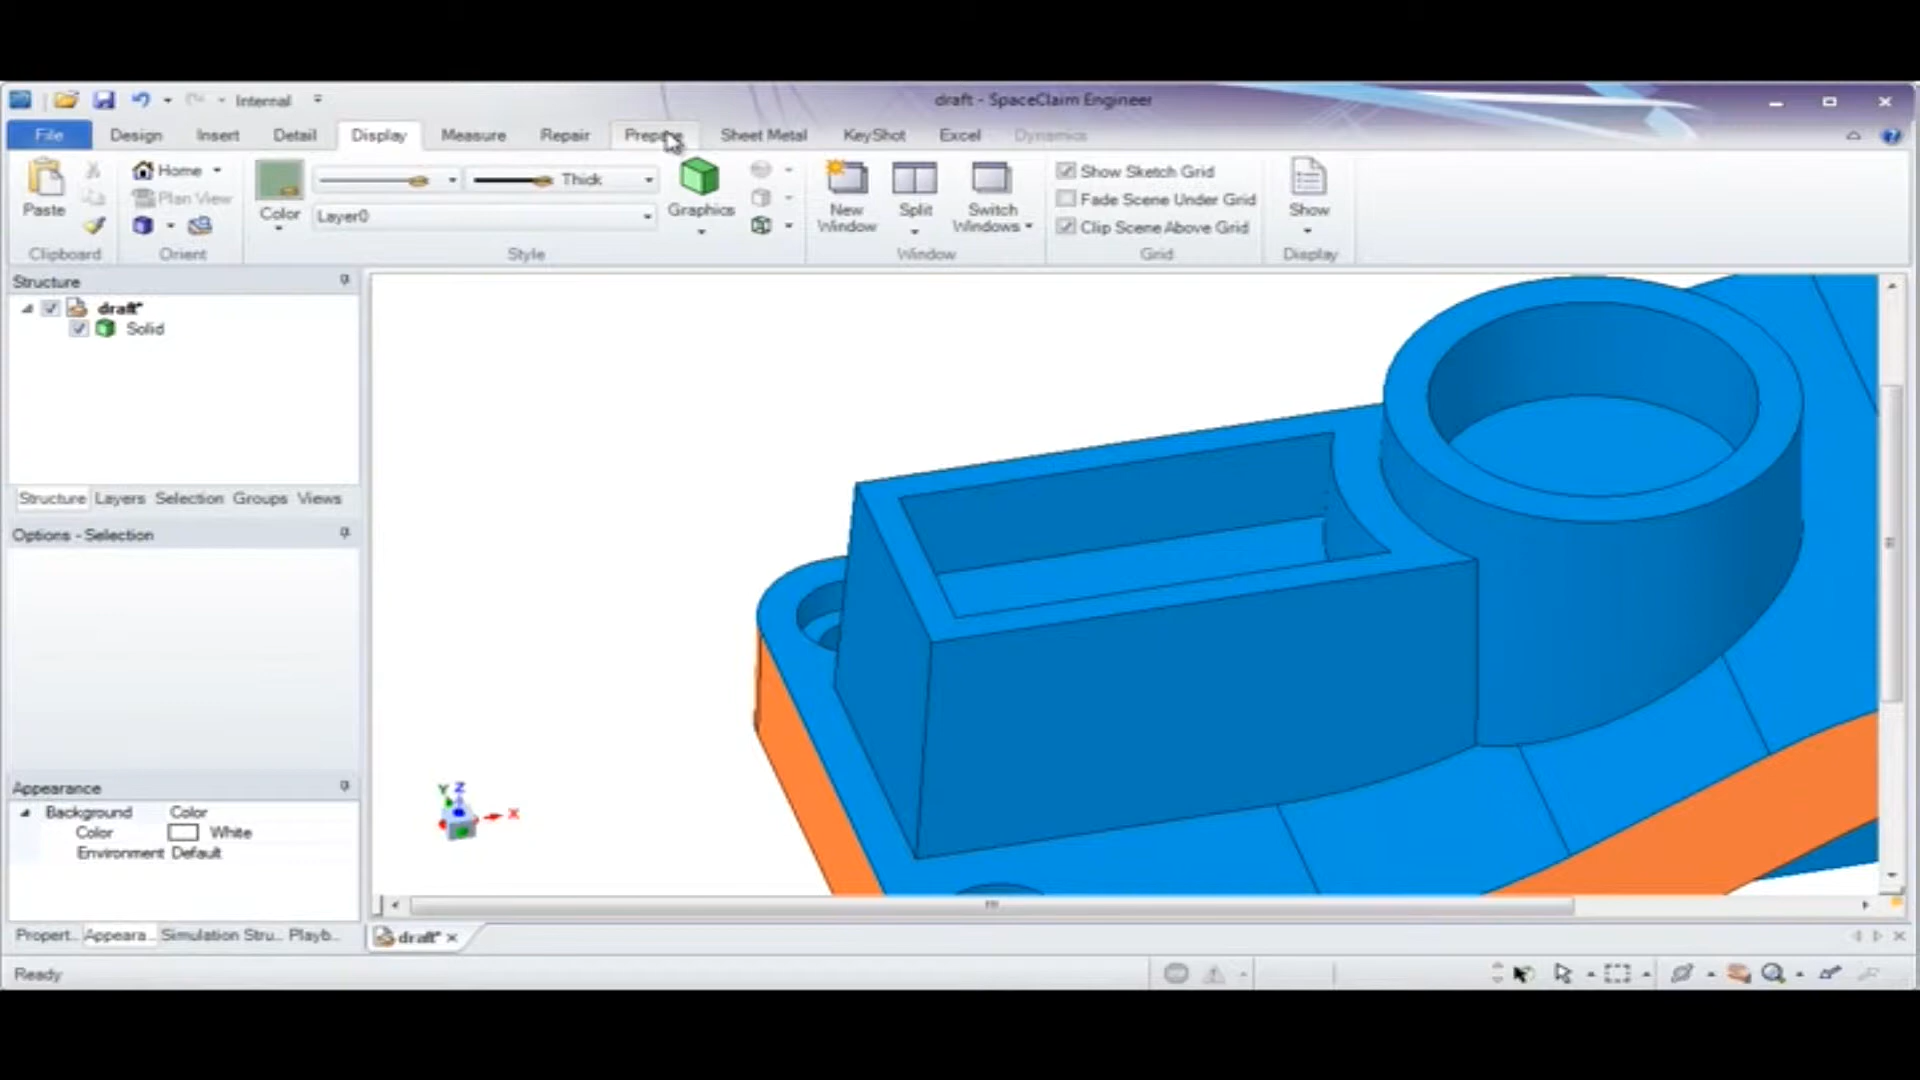 Internal
draft - SpaceClaim Engineer
File Design Insert Detail Display Measure Repair Prepare Sheet Metal KeyShot Excel Dynamics
Paste
Clipboard
Home
Plan View
Orient
Color
Thick
Layer0
Graphics
Style
New Window
Split
Switch Windows
Window
Show Sketch Grid
Fade Scene Under Grid
Clip Scene Above Grid
Grid
Show
Display
Structure
draft*
Solid
Structure Layers Selection Groups Views
Options - Selection
Appearance
Background Color
Color White
Environment Default
Propert... Appeara... Simulation Stru... Playb...
Y Z
X
draft*
Ready